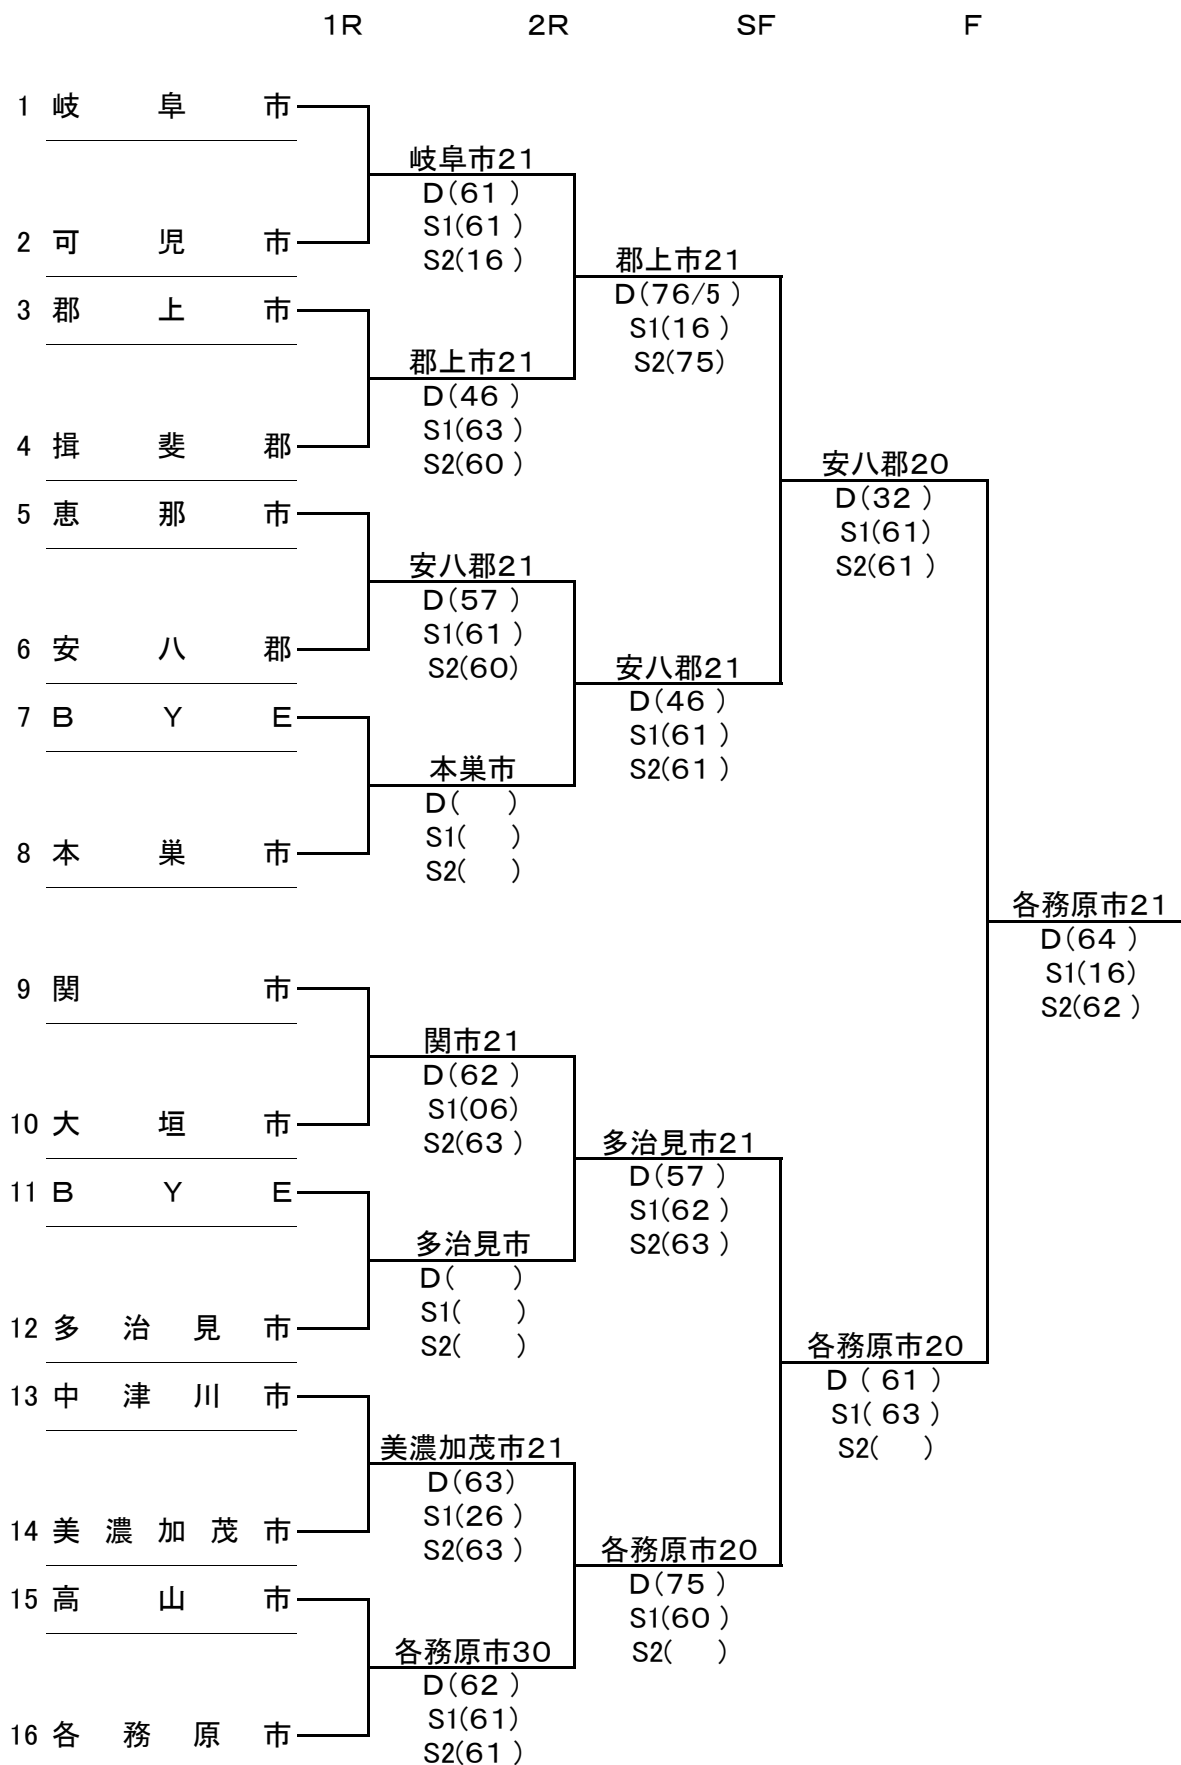 1R 2R SF F
1 岐阜市
岐阜市21
D(61 )
S1(61 )
S2(16 )
2 可児市
郡上市21
D(76/5 )
S1(16 )
S2(75)
3 郡上市
郡上市21
D(46 )
S1(63 )
S2(60 )
4 揖斐郡
安八郡20
D(32 )
S1(61)
S2(61 )
5 恵那市
安八郡21
D(57 )
S1(61 )
S2(60)
6 安八郡
安八郡21
D(46 )
S1(61 )
S2(61 )
7 BYE
本巣市
D( )
S1( )
S2( )
8 本巣市
各務原市21
D(64 )
S1(16)
S2(62 )
9 関市
関市21
D(62 )
S1(06)
S2(63 )
10 大垣市
多治見市21
D(57 )
S1(62 )
S2(63 )
11 BYE
多治見市
D( )
S1( )
S2( )
12 多治見市
各務原市20
D( 61 )
S1( 63 )
S2( )
13 中津川市
美濃加茂市21
D(63)
S1(26 )
S2(63 )
14 美濃加茂市
各務原市20
D(75 )
S1(60 )
S2( )
15 高山市
各務原市30
D(62 )
S1(61)
S2(61 )
16 各務原市